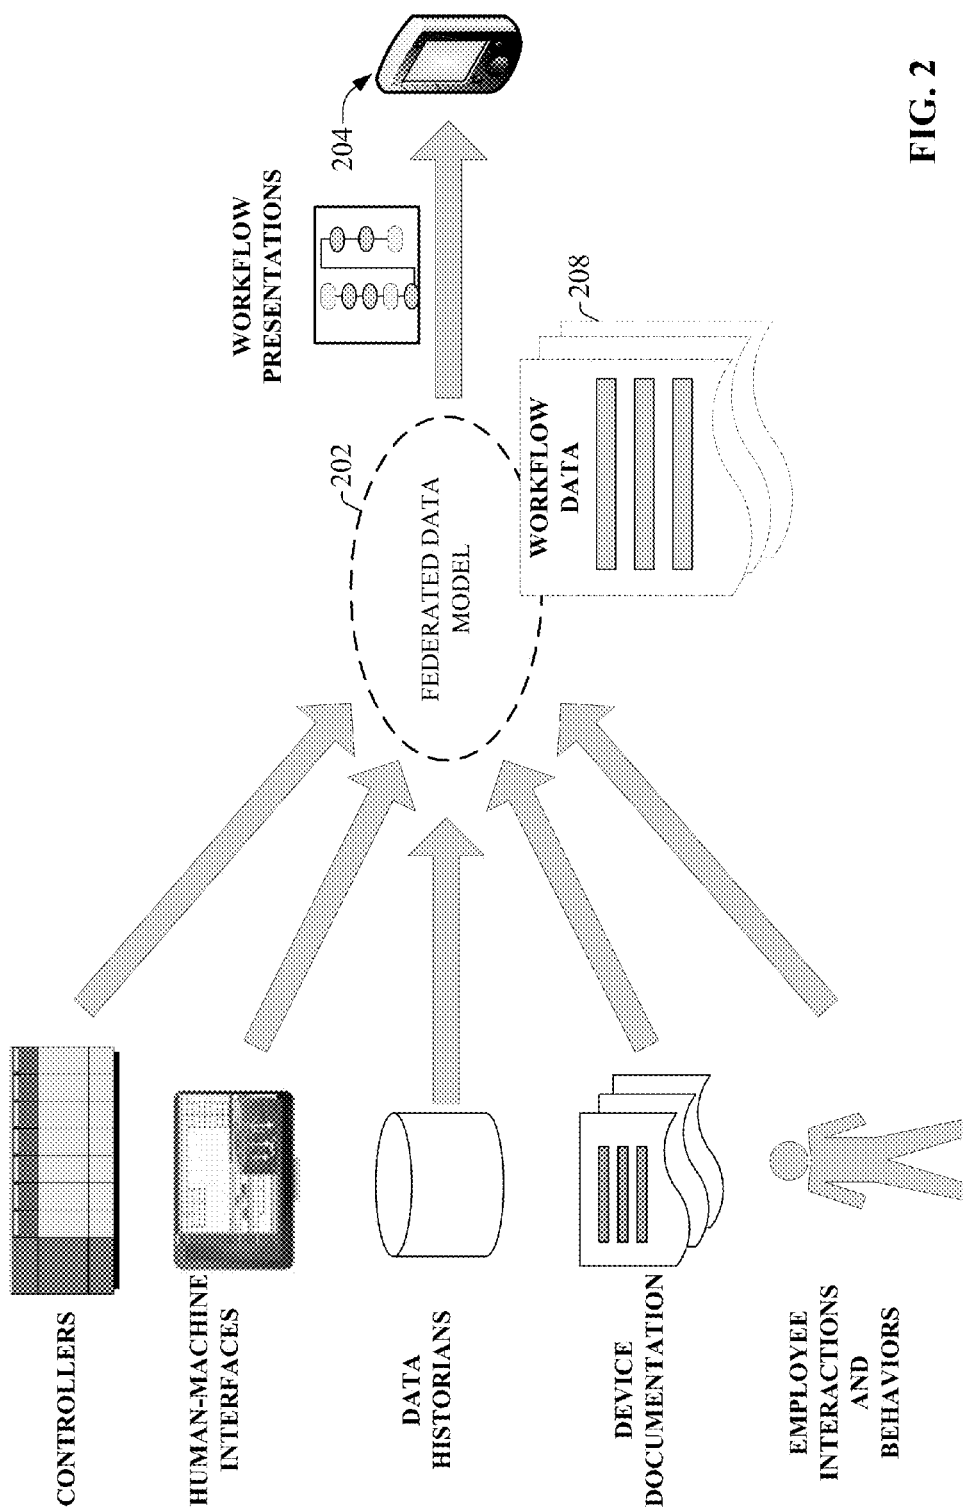 CONTROLLERS
HUMAN-MACHINE
INTERFACES
DATA
HISTORIANS
DEVICE
DOCUMENTATION
EMPLOYEE
INTERACTIONS
AND
BEHAVIORS
202
FEDERATED DATA
MODEL
WORKFLOW
DATA
208
WORKFLOW
PRESENTATIONS
204
FIG. 2